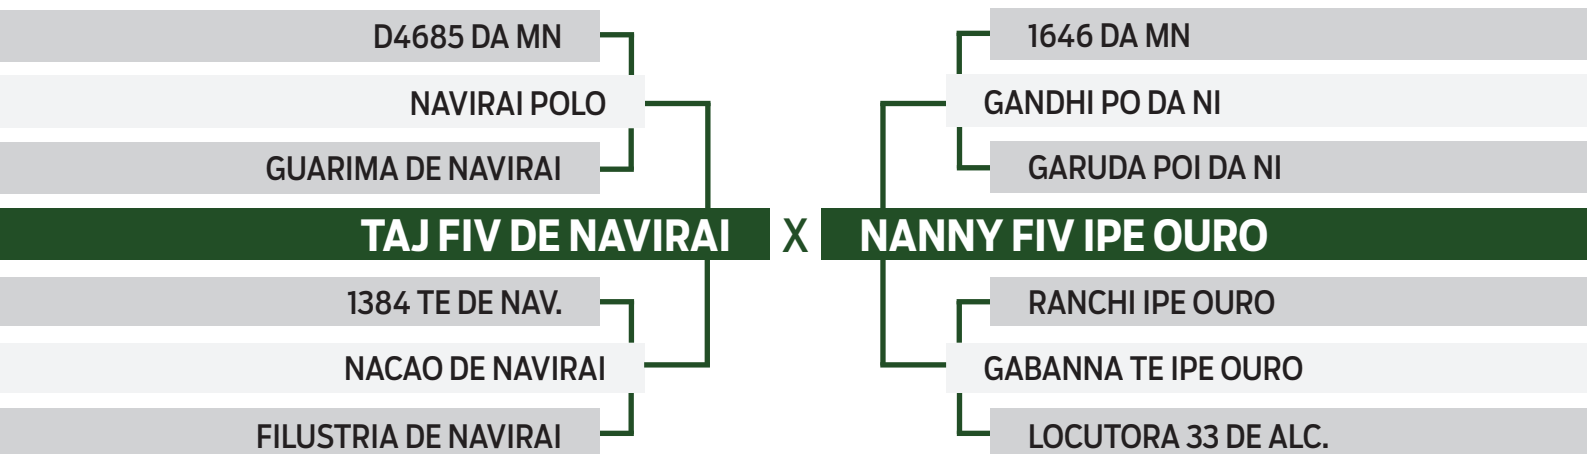 D4685 DA MN
NAVIRAI POLO
GUARIMA DE NAVIRAI
TAJ FIV DE NAVIRAI
1384 TE DE NAV.
NACAO DE NAVIRAI
FILUSTRIA DE NAVIRAI
X
1646 DA MN
GANDHI PO DA NI
GARUDA POI DA NI
NANNY FIV IPE OURO
RANCHI IPE OURO
GABANNA TE IPE OURO
LOCUTORA 33 DE ALC.